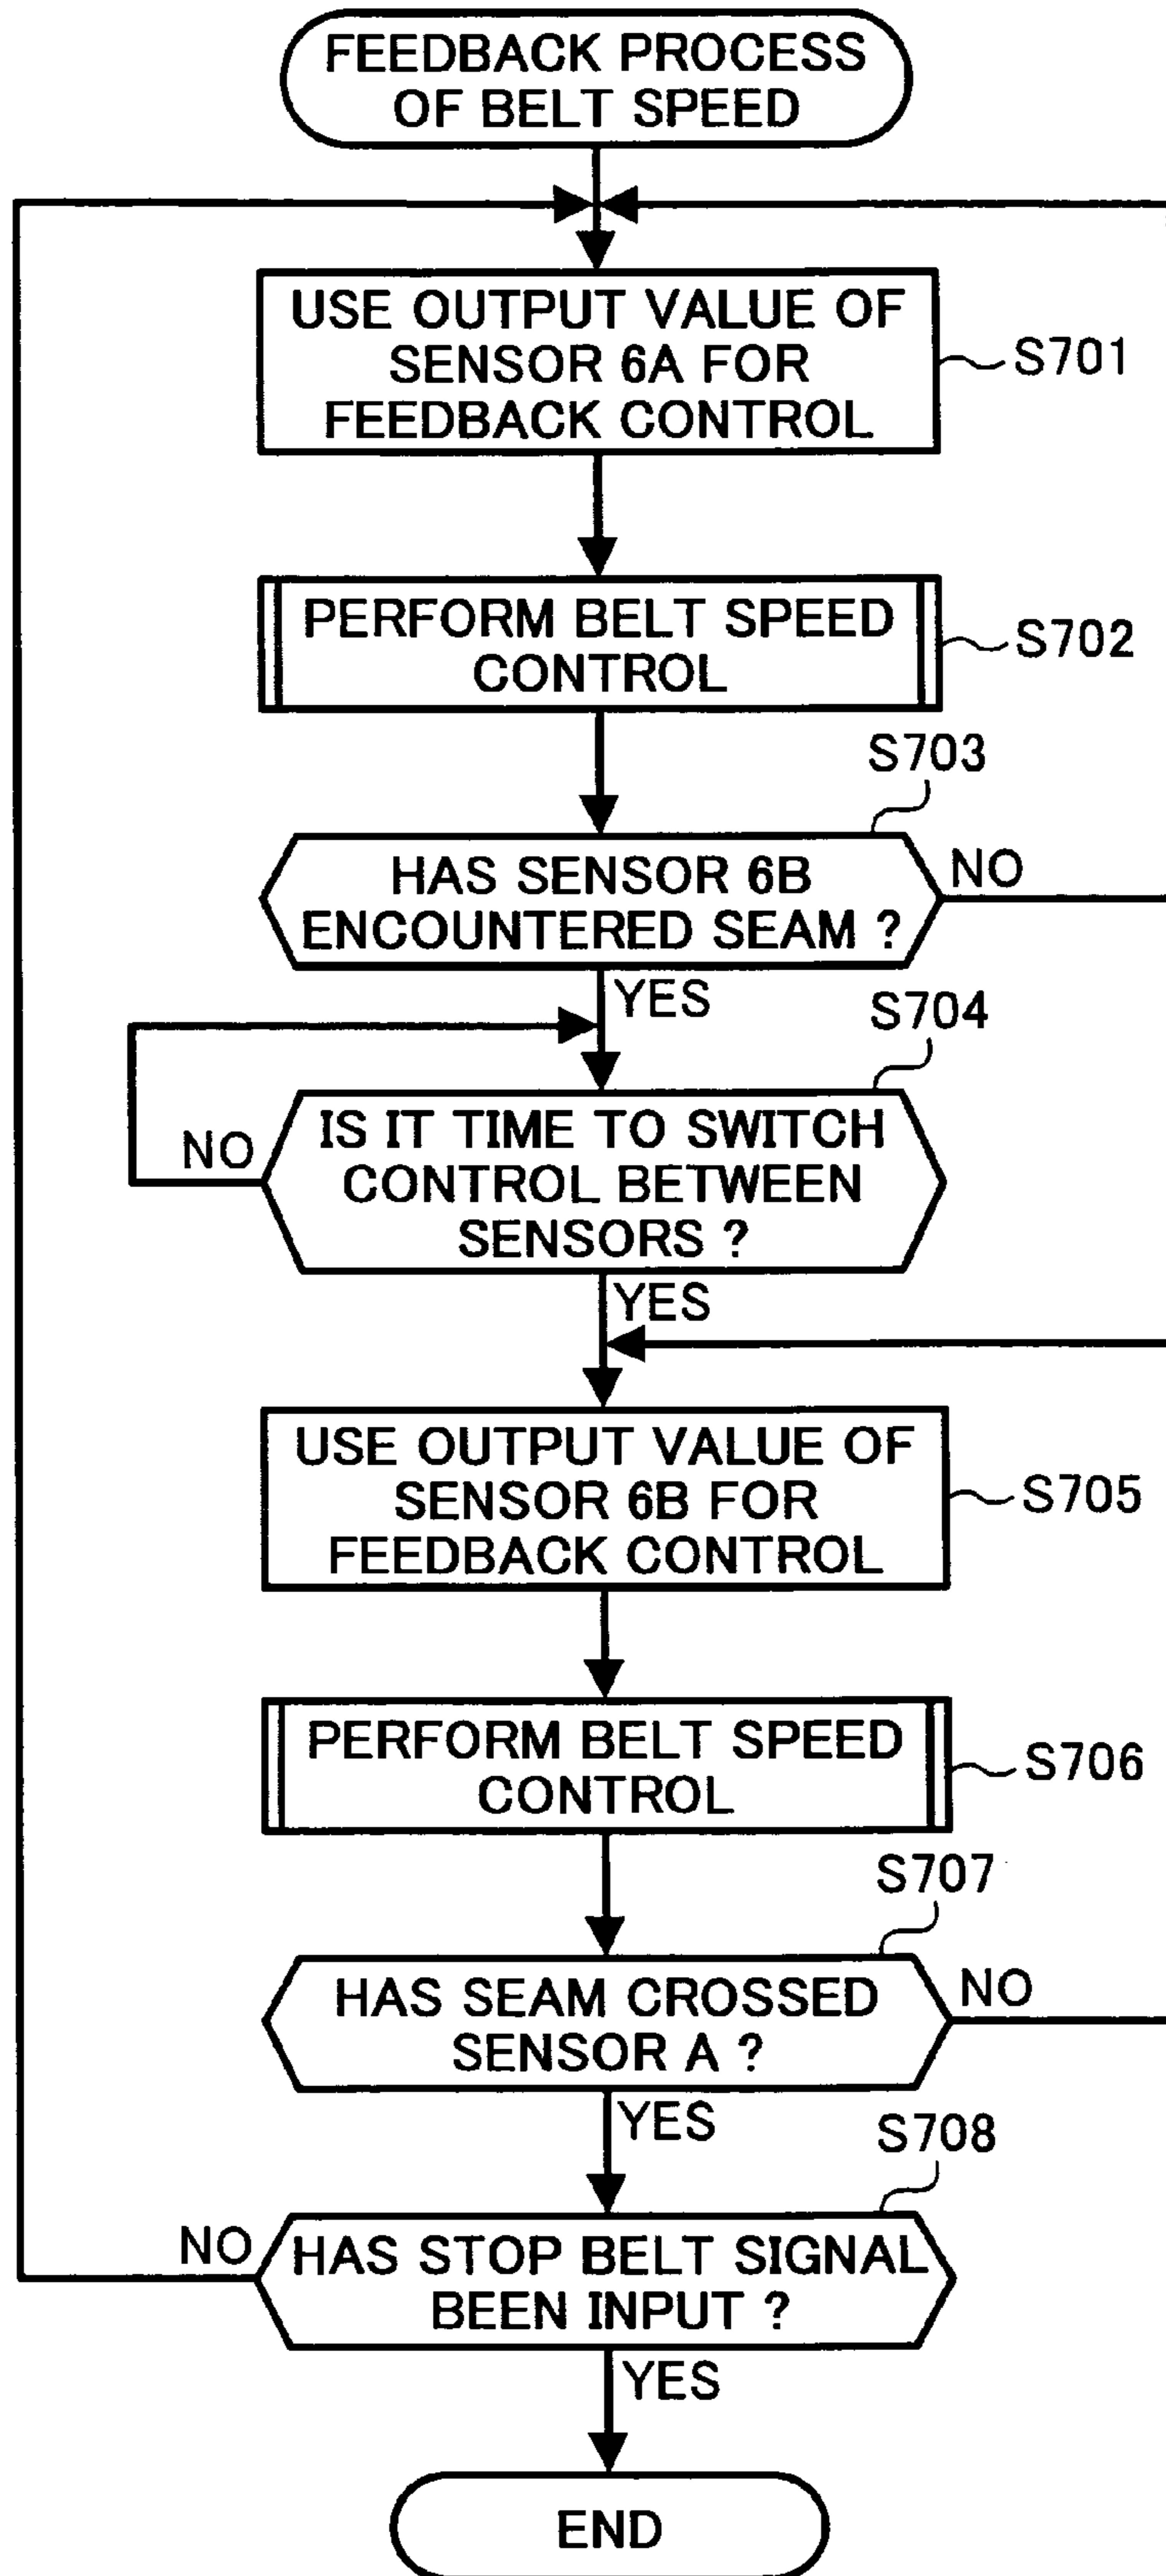 FEEDBACK PROCESS
OF BELT SPEED
USE OUTPUT VALUE OF
SENSOR 6A FOR
FEEDBACK CONTROL
S701
PERFORM BELT SPEED
CONTROL
S702
S703
HAS SENSOR 6B
ENCOUNTERED SEAM ?
NO
YES
S704
IS IT TIME TO SWITCH
CONTROL BETWEEN
SENSORS ?
NO
YES
USE OUTPUT VALUE OF
SENSOR 6B FOR
FEEDBACK CONTROL
S705
PERFORM BELT SPEED
CONTROL
S706
S707
HAS SEAM CROSSED
SENSOR A ?
NO
YES
S708
HAS STOP BELT SIGNAL
BEEN INPUT ?
NO
YES
END